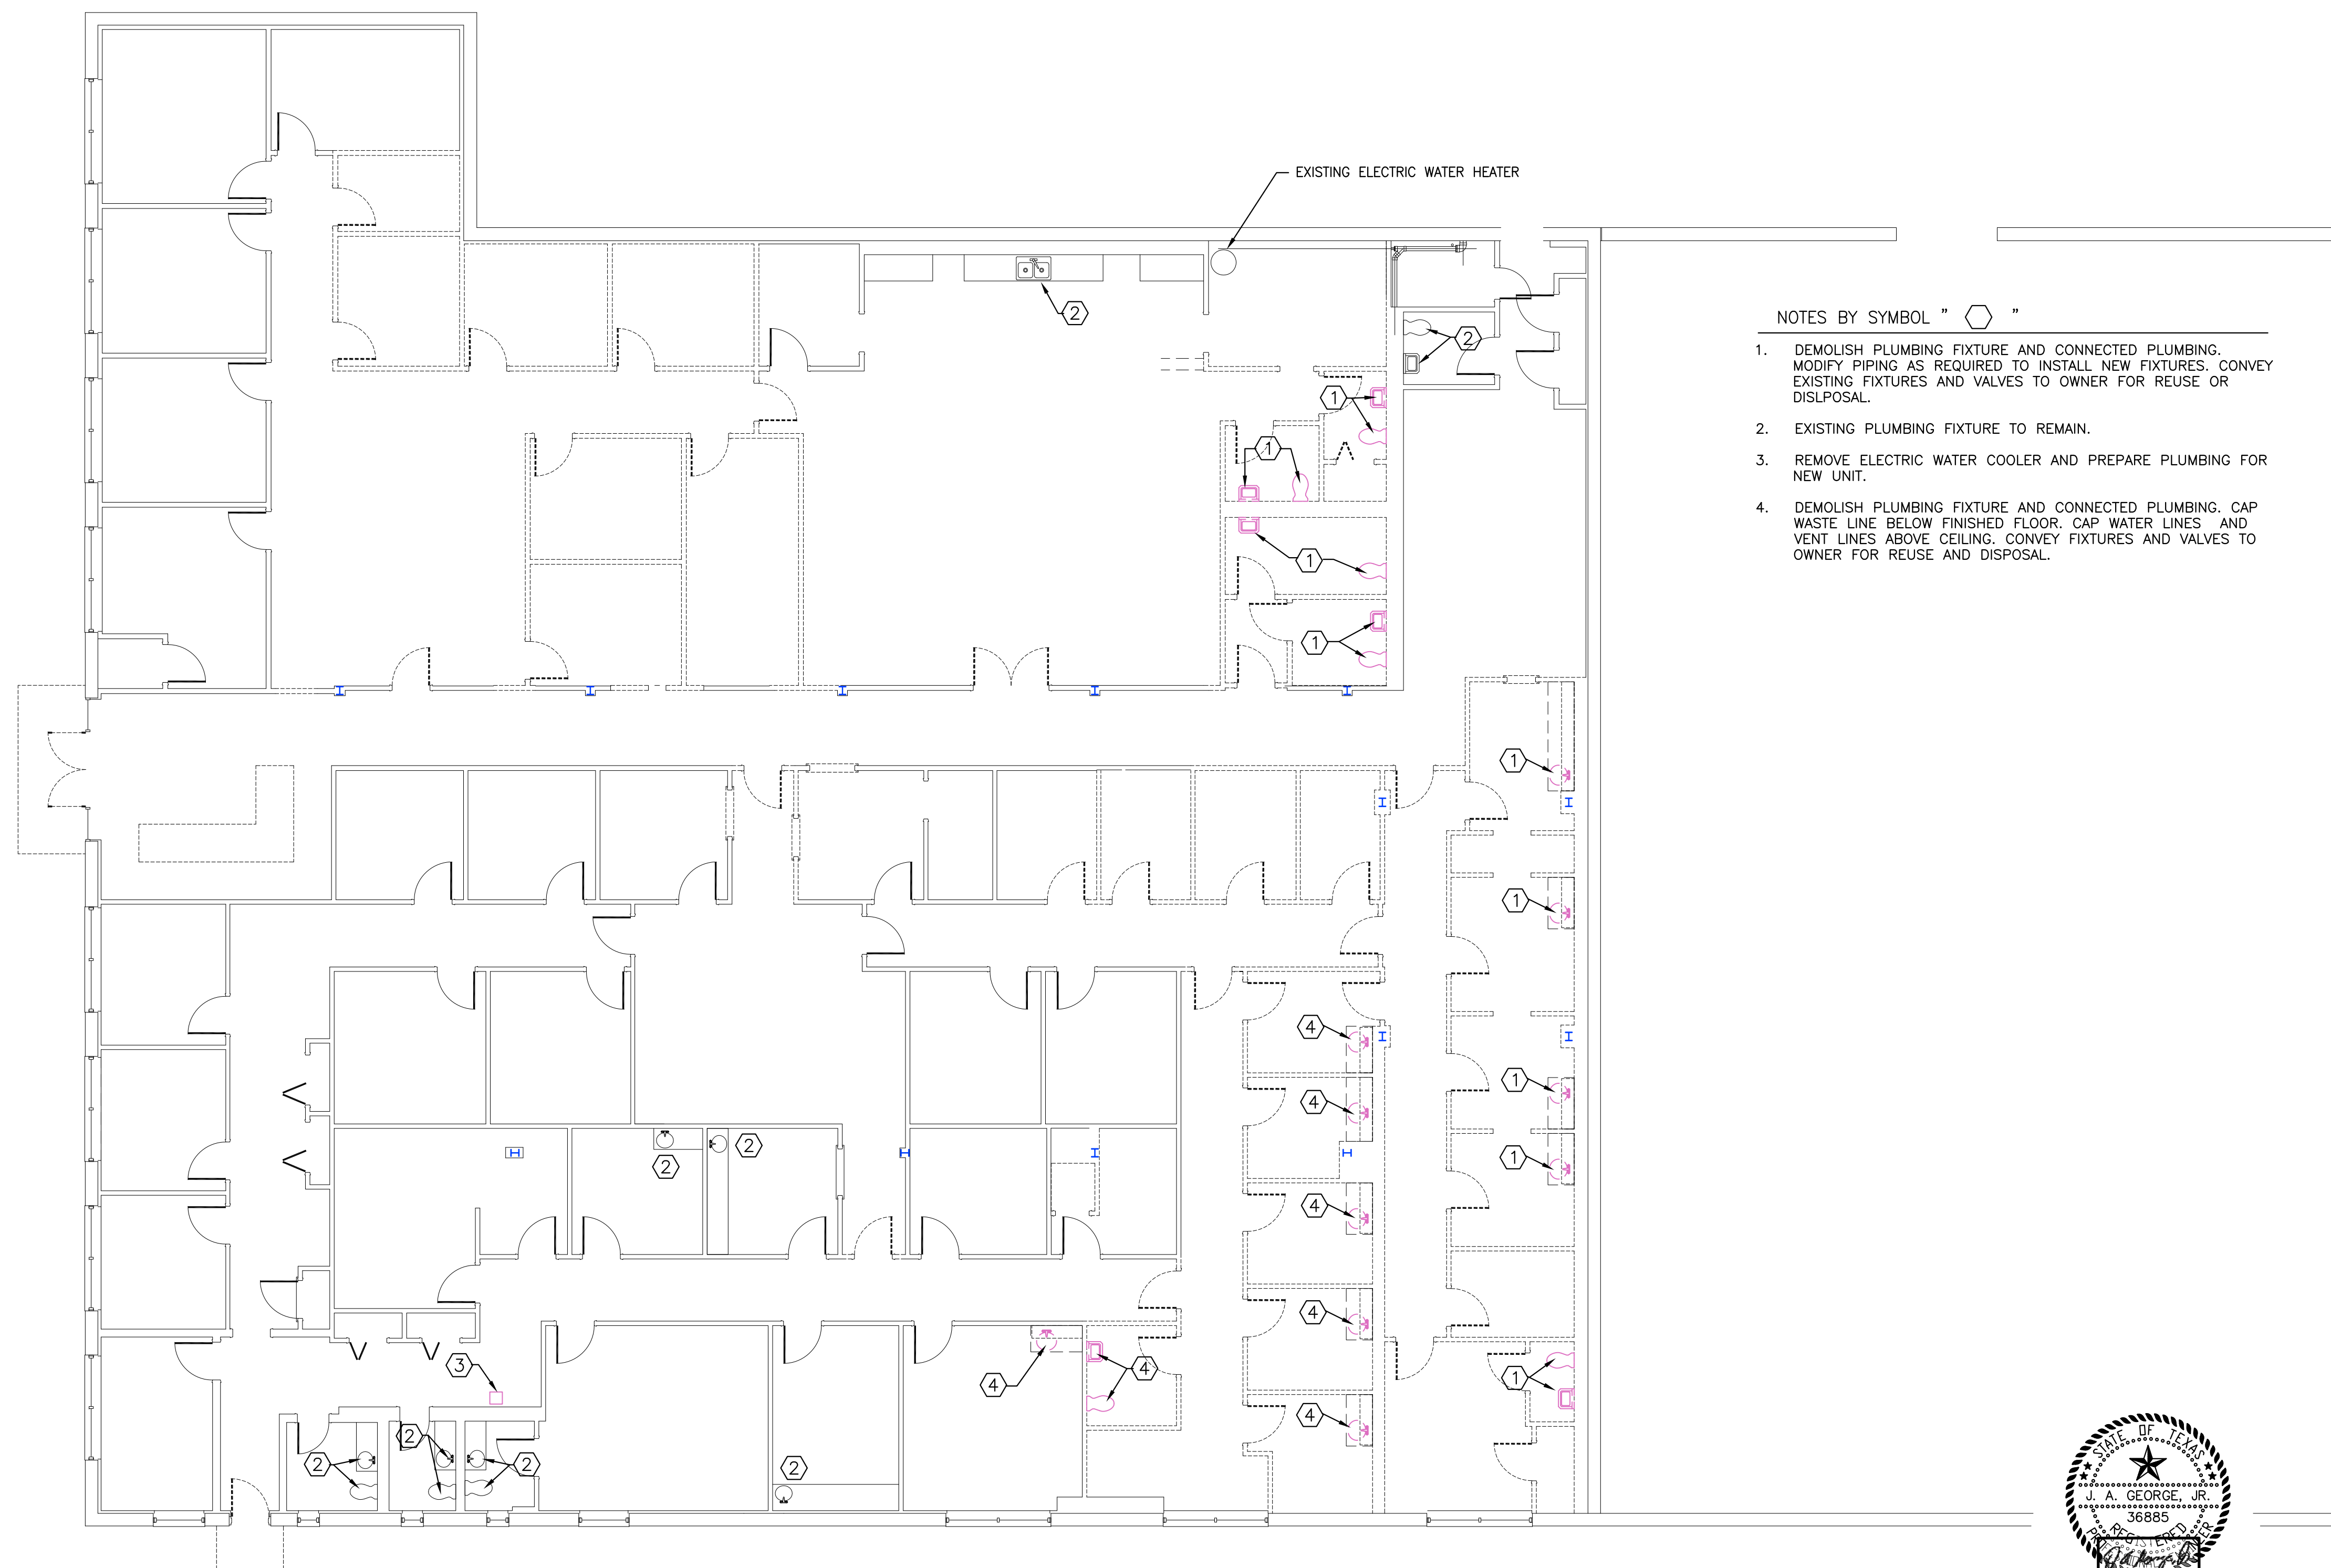 EXISTING ELECTRIC WATER HEATER
2
2
NOTES BY SYMBOL " "
1. DEMOLISH PLUMBING FIXTURE AND CONNECTED PLUMBING.
MODIFY PIPING AS REQUIRED TO INSTALL NEW FIXTURES. CONVEY
EXISTING FIXTURES AND VALVES TO OWNER FOR REUSE OR
DISLPOSAL.
2. EXISTING PLUMBING FIXTURE TO REMAIN.
3. REMOVE ELECTRIC WATER COOLER AND PREPARE PLUMBING FOR
NEW UNIT.
4. DEMOLISH PLUMBING FIXTURE AND CONNECTED PLUMBING. CAP
WASTE LINE BELOW FINISHED FLOOR. CAP WATER LINES AND
VENT LINES ABOVE CEILING. CONVEY FIXTURES AND VALVES TO
OWNER FOR REUSE AND DISPOSAL.
1
1
1
1
1
1
4
1
4
2
2
1
4
4
3
4
4
1
4
2
2
2
2
STATE OF TEXAS
J. A. GEORGE, JR.
36885
REGISTERED